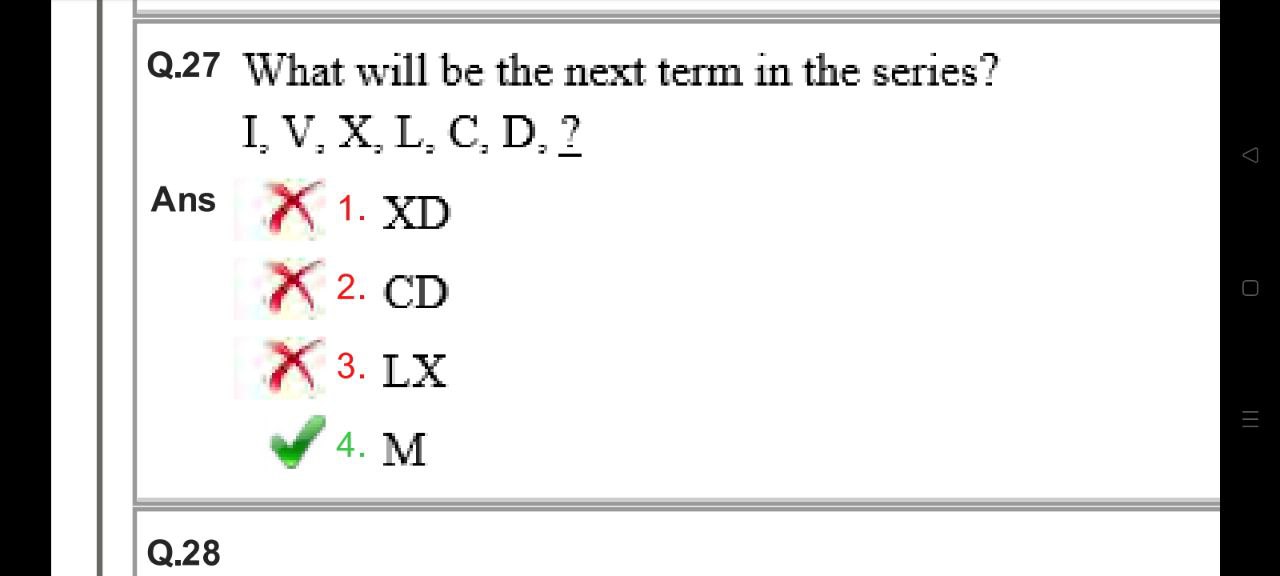 Q.27 What will be the next term in the series?
I, V, X, L, C, D, ?
Ans 1. XD
2. CD
3. LX
4. M
Q.28